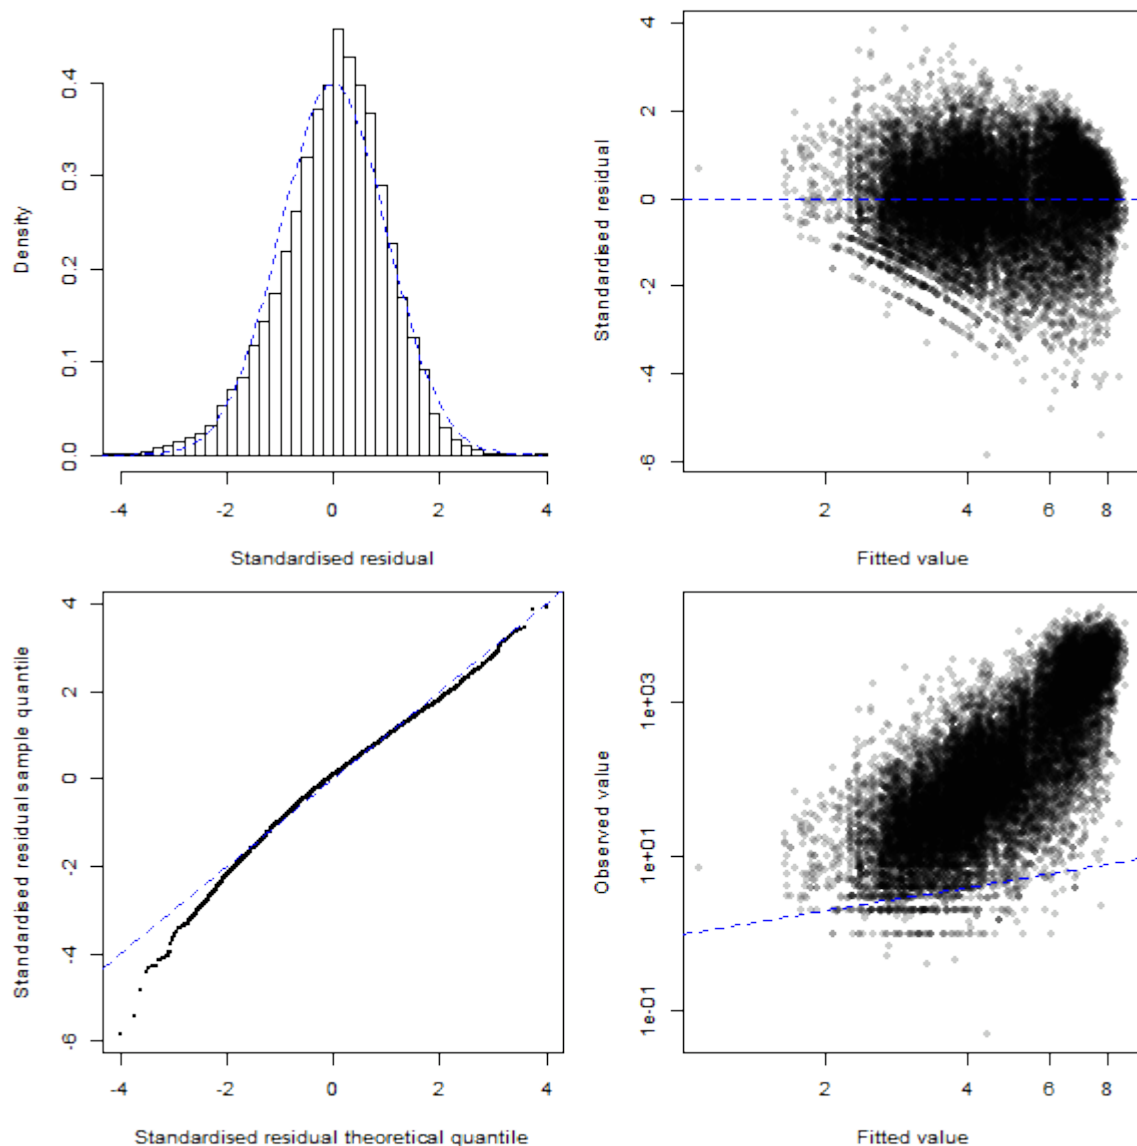 Density
0.0 0.1 0.2 0.3 0.4
-4 -2 0 2 4
Standardised residual
Standardised residual
-6 -4 -2 0 2 4
2 4 6 8
Fitted value
Standardised residual sample quantile
-6 -4 -2 0 2 4
-4 -2 0 2 4
Standardised residual theoretical quantile
Observed value
1e-01 1e+01 1e+03
2 4 6 8
Fitted value